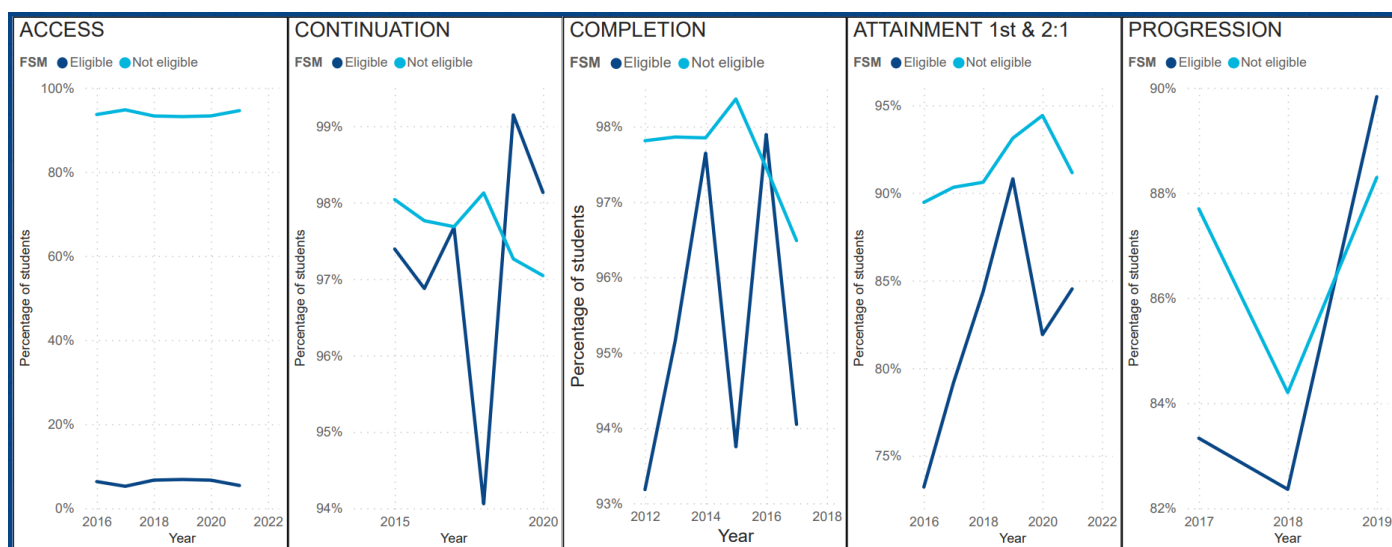 ACCESS
FSM Eligible Not eligible
100%
80%
60%
40%
20%
0%
Percentage of students
2016 2018 2020 2022
Year
CONTINUATION
FSM Eligible Not eligible
99%
98%
97%
96%
95%
94%
Percentage of students
2015 2020
Year
COMPLETION
FSM Eligible Not eligible
98%
97%
96%
95%
94%
93%
Percentage of students
2012 2014 2016 2018
Year
ATTAINMENT 1st & 2:1
FSM Eligible Not eligible
95%
90%
85%
80%
75%
Percentage of students
2016 2018 2020 2022
Year
PROGRESSION
FSM Eligible Not eligible
90%
88%
86%
84%
82%
Percentage of students
2017 2018 2019
Year